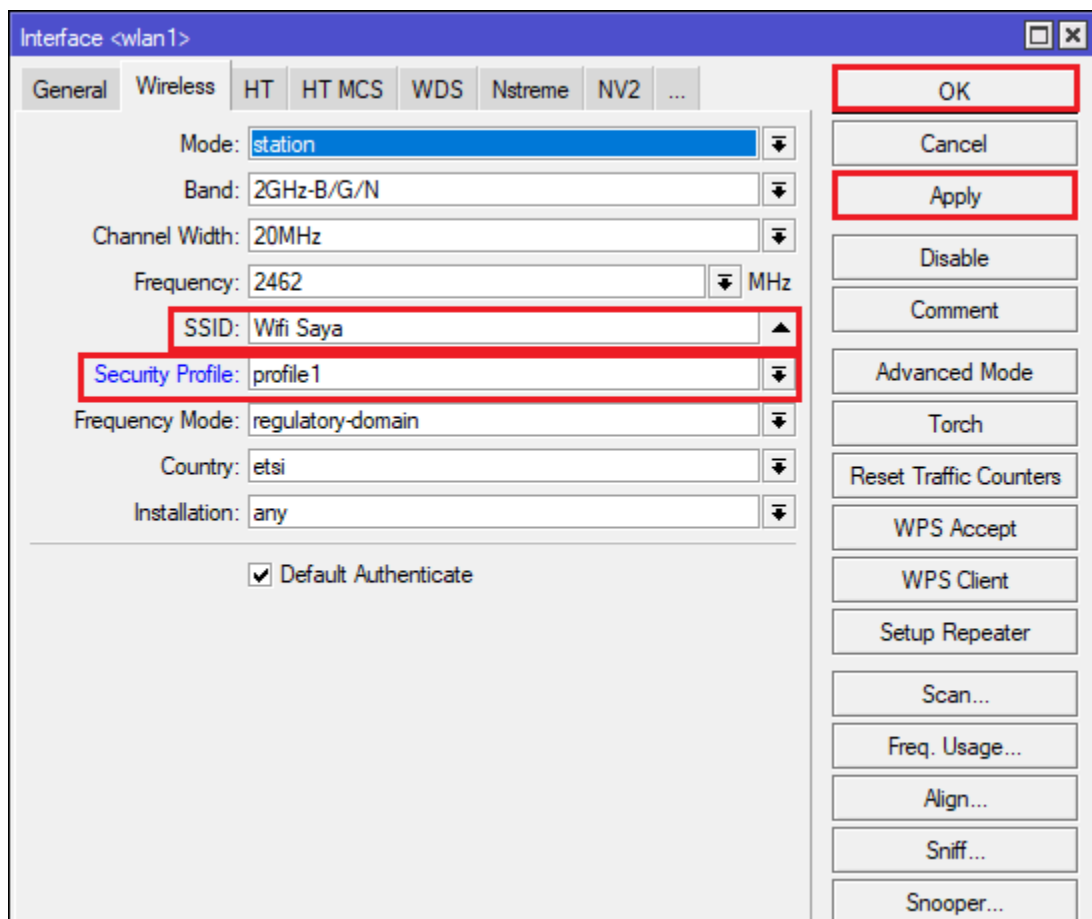 Interface <wlan1>
General Wireless HT HT MCS WDS Nstreme NV2 ...
Mode: station
Band: 2GHz-B/G/N
Channel Width: 20MHz
Frequency: 2462 MHz
SSID: Wifi Saya
Security Profile: profile1
Frequency Mode: regulatory-domain
Country: etsi
Installation: any
Default Authenticate
OK
Cancel
Apply
Disable
Comment
Advanced Mode
Torch
Reset Traffic Counters
WPS Accept
WPS Client
Setup Repeater
Scan...
Freq. Usage...
Align...
Sniff...
Snooper...